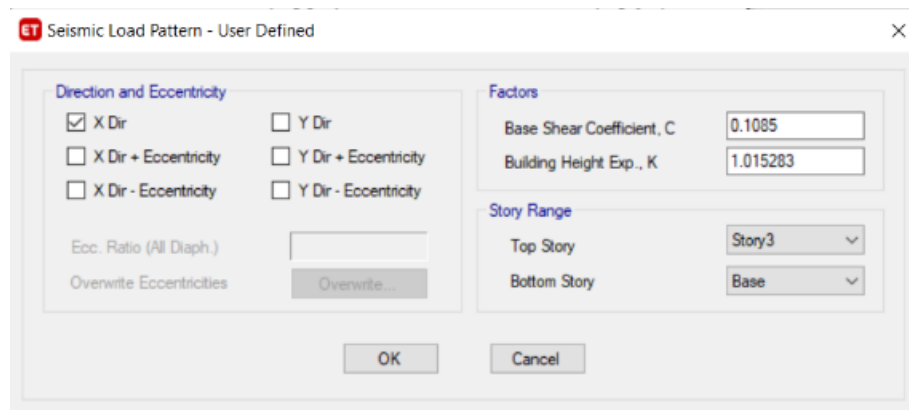 ET Seismic Load Pattern - User Defined
Direction and Eccentricity
X Dir
Y Dir
X Dir + Eccentricity
Y Dir + Eccentricity
X Dir - Eccentricity
Y Dir - Eccentricity
Ecc. Ratio (All Diaph.)
Overwrite Eccentricities
Overwrite...
Factors
Base Shear Coefficient, C
0.1085
Building Height Exp., K
1.015283
Story Range
Top Story
Story3
Bottom Story
Base
OK
Cancel